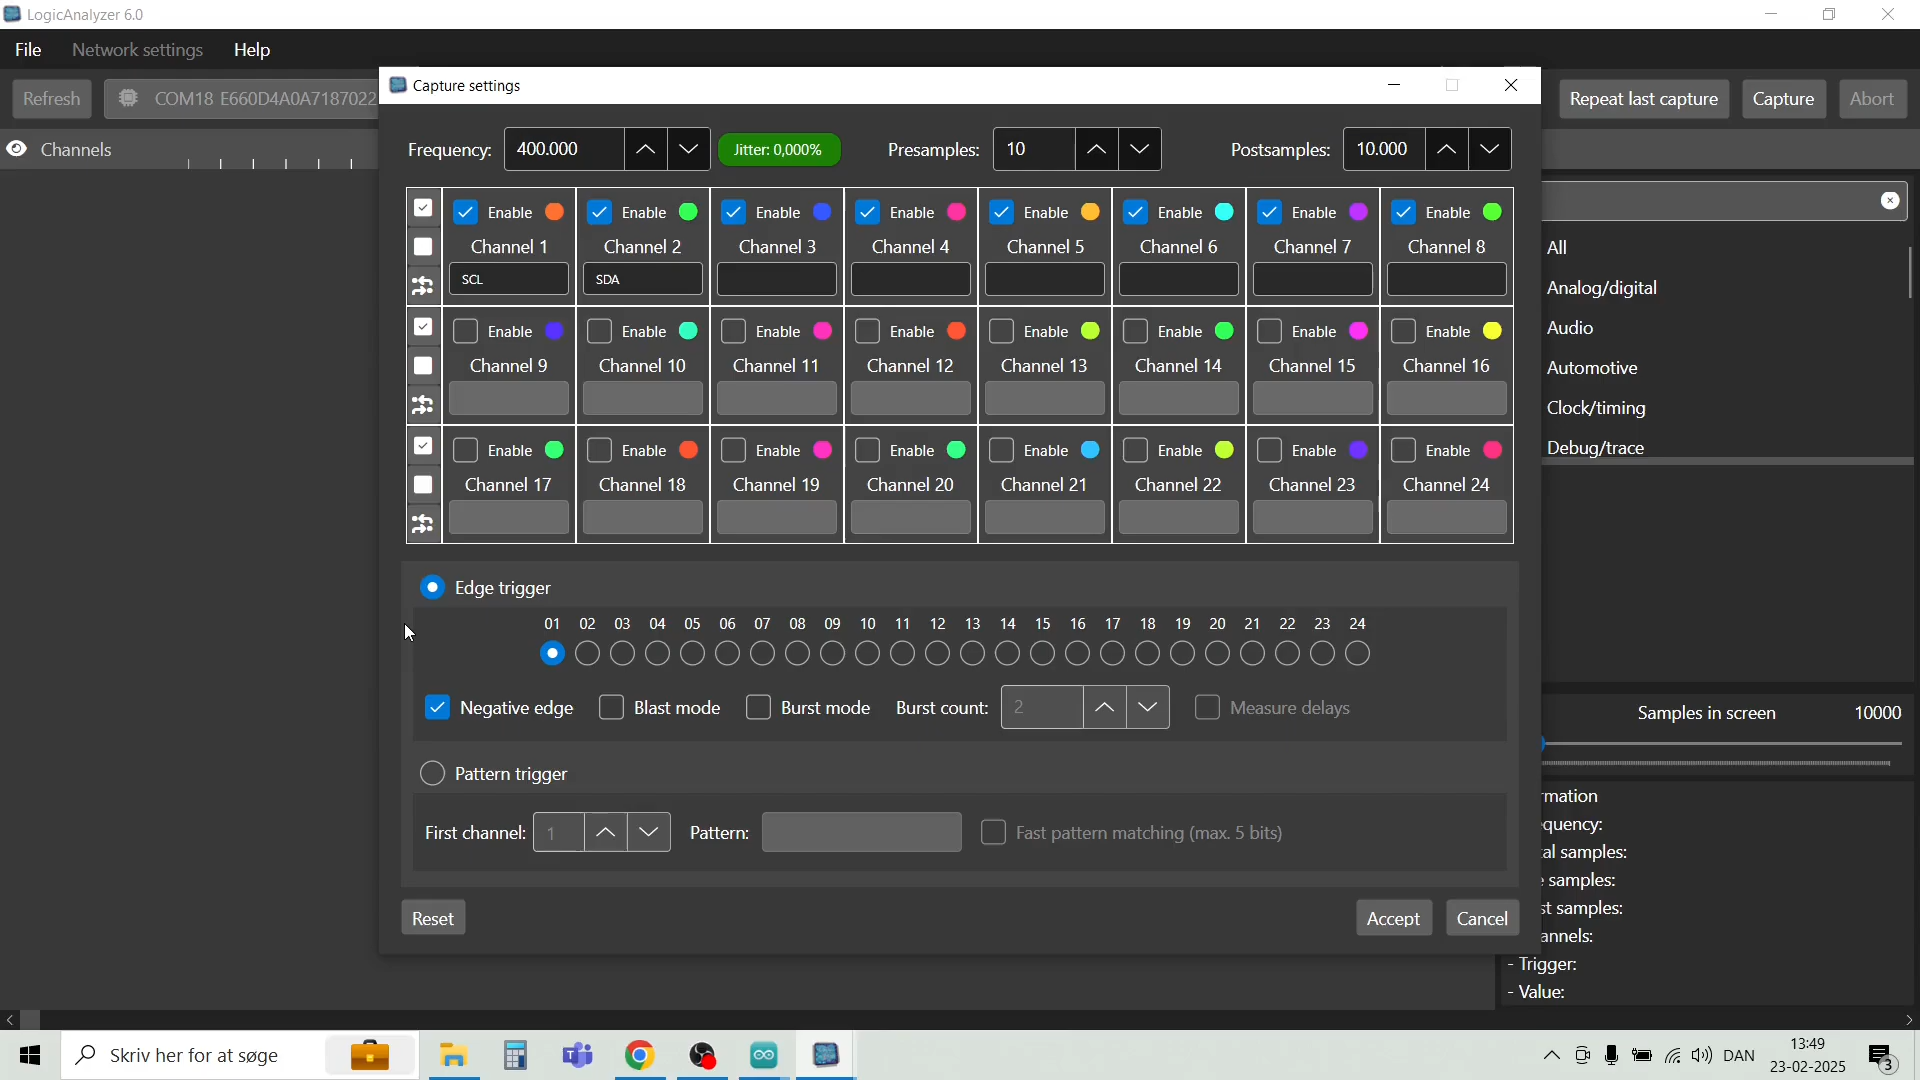 LogicAnalyzer 6.0
File Network settings Help
Refresh COM18 E660D4A0A7187022 Repeat last capture Capture Abort
Channels
Capture settings
Frequency: 400.000 Jitter: 0,000% Presamples: 10 Postsamples: 10.000
Enable Enable Enable Enable Enable Enable Enable Enable
Channel 1 Channel 2 Channel 3 Channel 4 Channel 5 Channel 6 Channel 7 Channel 8
SCL SDA
Enable Enable Enable Enable Enable Enable Enable Enable
Channel 9 Channel 10 Channel 11 Channel 12 Channel 13 Channel 14 Channel 15 Channel 16
Enable Enable Enable Enable Enable Enable Enable Enable
Channel 17 Channel 18 Channel 19 Channel 20 Channel 21 Channel 22 Channel 23 Channel 24
Edge trigger
01 02 03 04 05 06 07 08 09 10 11 12 13 14 15 16 17 18 19 20 21 22 23 24
Negative edge Blast mode Burst mode Burst count: 2 Measure delays
Pattern trigger
First channel: 1 Pattern: Fast pattern matching (max. 5 bits)
Reset Accept Cancel
All
Analog/digital
Audio
Automotive
Clock/timing
Debug/trace
Samples in screen 10000
rmation
quency:
al samples:
samples:
st samples:
annels:
- Trigger:
- Value:
Skriv her for at søge
DAN
13:49
23-02-2025
3